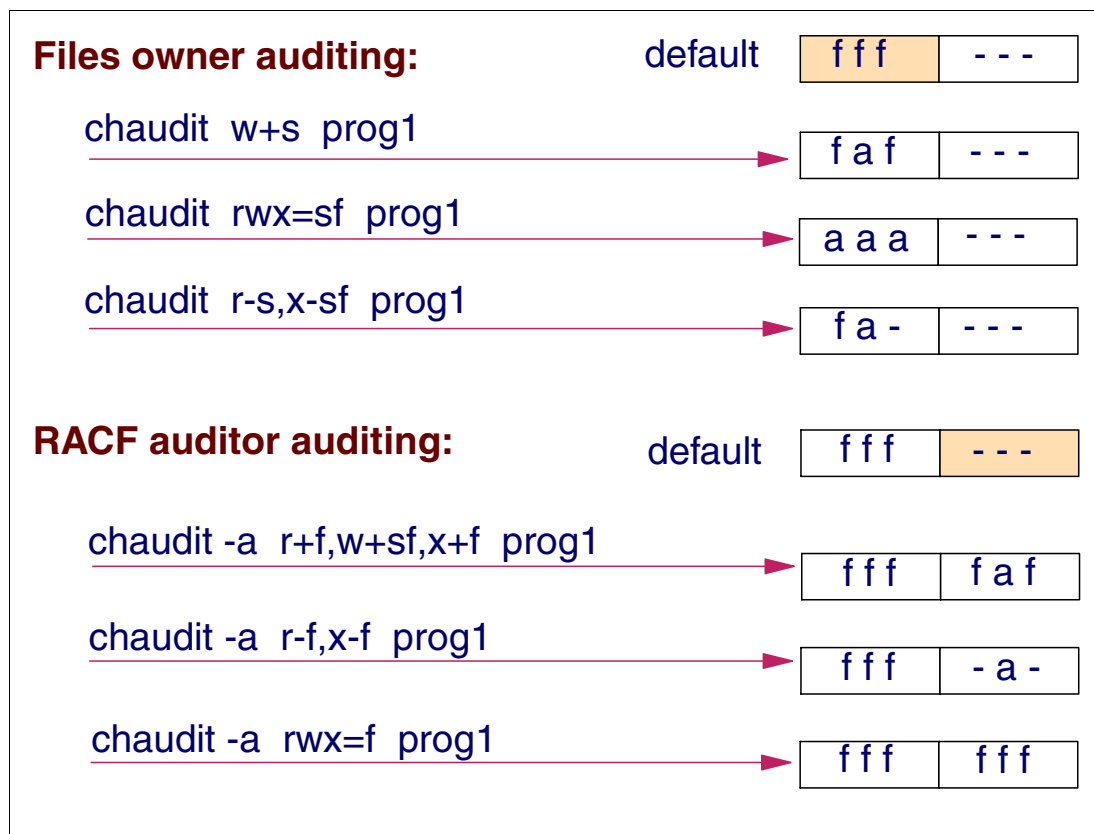 Files owner auditing: default f f f - - -
chaudit w+s prog1 f a f - - -
chaudit rwx=sf prog1 a a a - - -
chaudit r-s,x-sf prog1 f a - - - -
RACF auditor auditing: default f f f - - -
chaudit -a r+f,w+sf,x+f prog1 f f f f a f
chaudit -a r-f,x-f prog1 f f f - a -
chaudit -a rwx=f prog1 f f f f f f